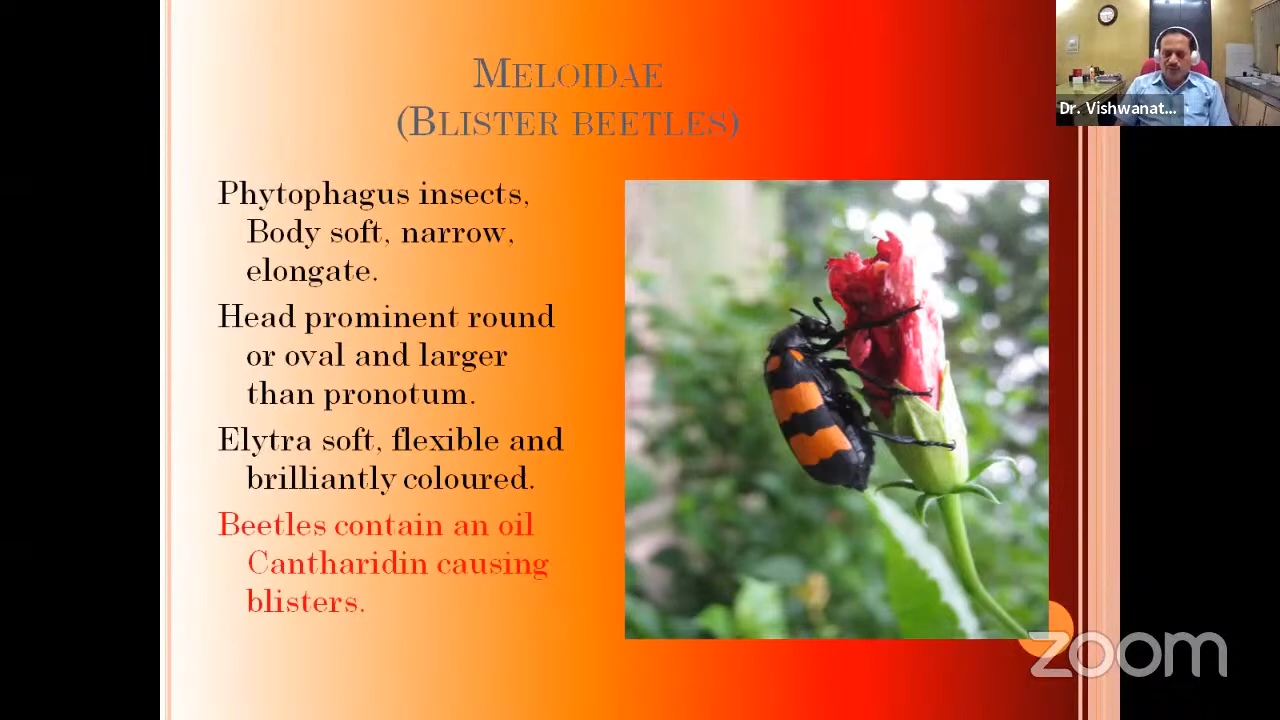 MELOIDAE
(BLISTER BEETLES)
Phytophagus insects,
Body soft, narrow,
elongate.
Head prominent round
or oval and larger
than pronotum.
Elytra soft, flexible and
brilliantly coloured.
Beetles contain an oil
Cantharidin causing
blisters.
Dr. Vishwanat...
zoom